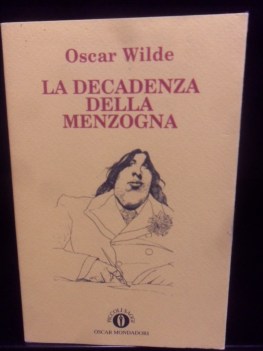 Oscar Wilde
LA DECADENZA
DELLA
MENZOGNA
OSCAR MONDADORI